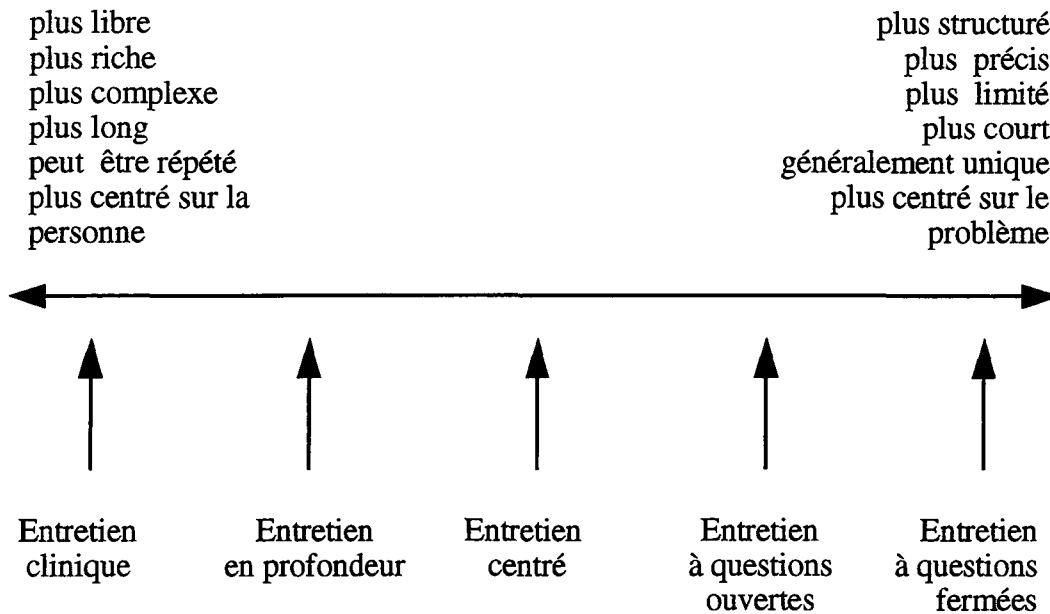 plus libre
plus riche
plus complexe
plus long
peut être répété
plus centré sur la
personne
plus structuré
plus précis
plus limité
plus court
généralement unique
plus centré sur le
problème
Entretien
clinique
Entretien
en profondeur
Entretien
centré
Entretien
à questions
ouvertes
Entretien
à questions
fermées